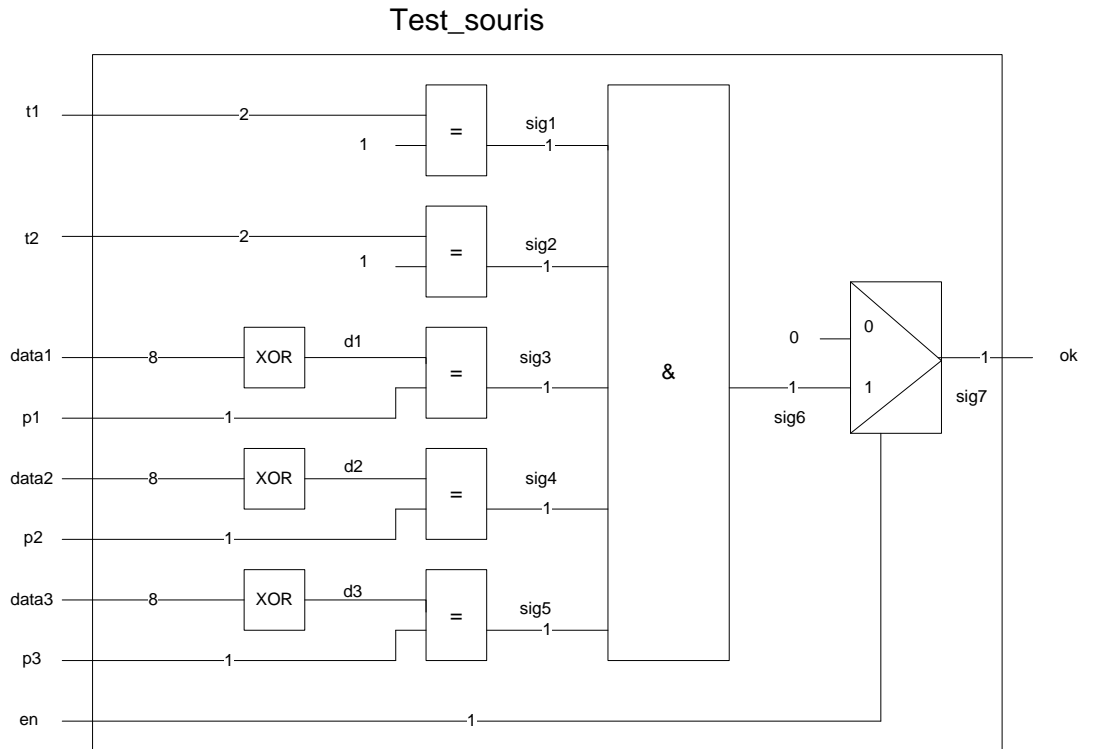 Test_souris
t1
2
1
=
sig1
1
t2
2
1
=
sig2
1
data1
8
XOR
d1
=
sig3
1
p1
1
data2
8
XOR
d2
=
sig4
1
p2
1
data3
8
XOR
d3
=
sig5
1
p3
1
en
1
&
1
sig6
0
0
1
1
sig7
ok